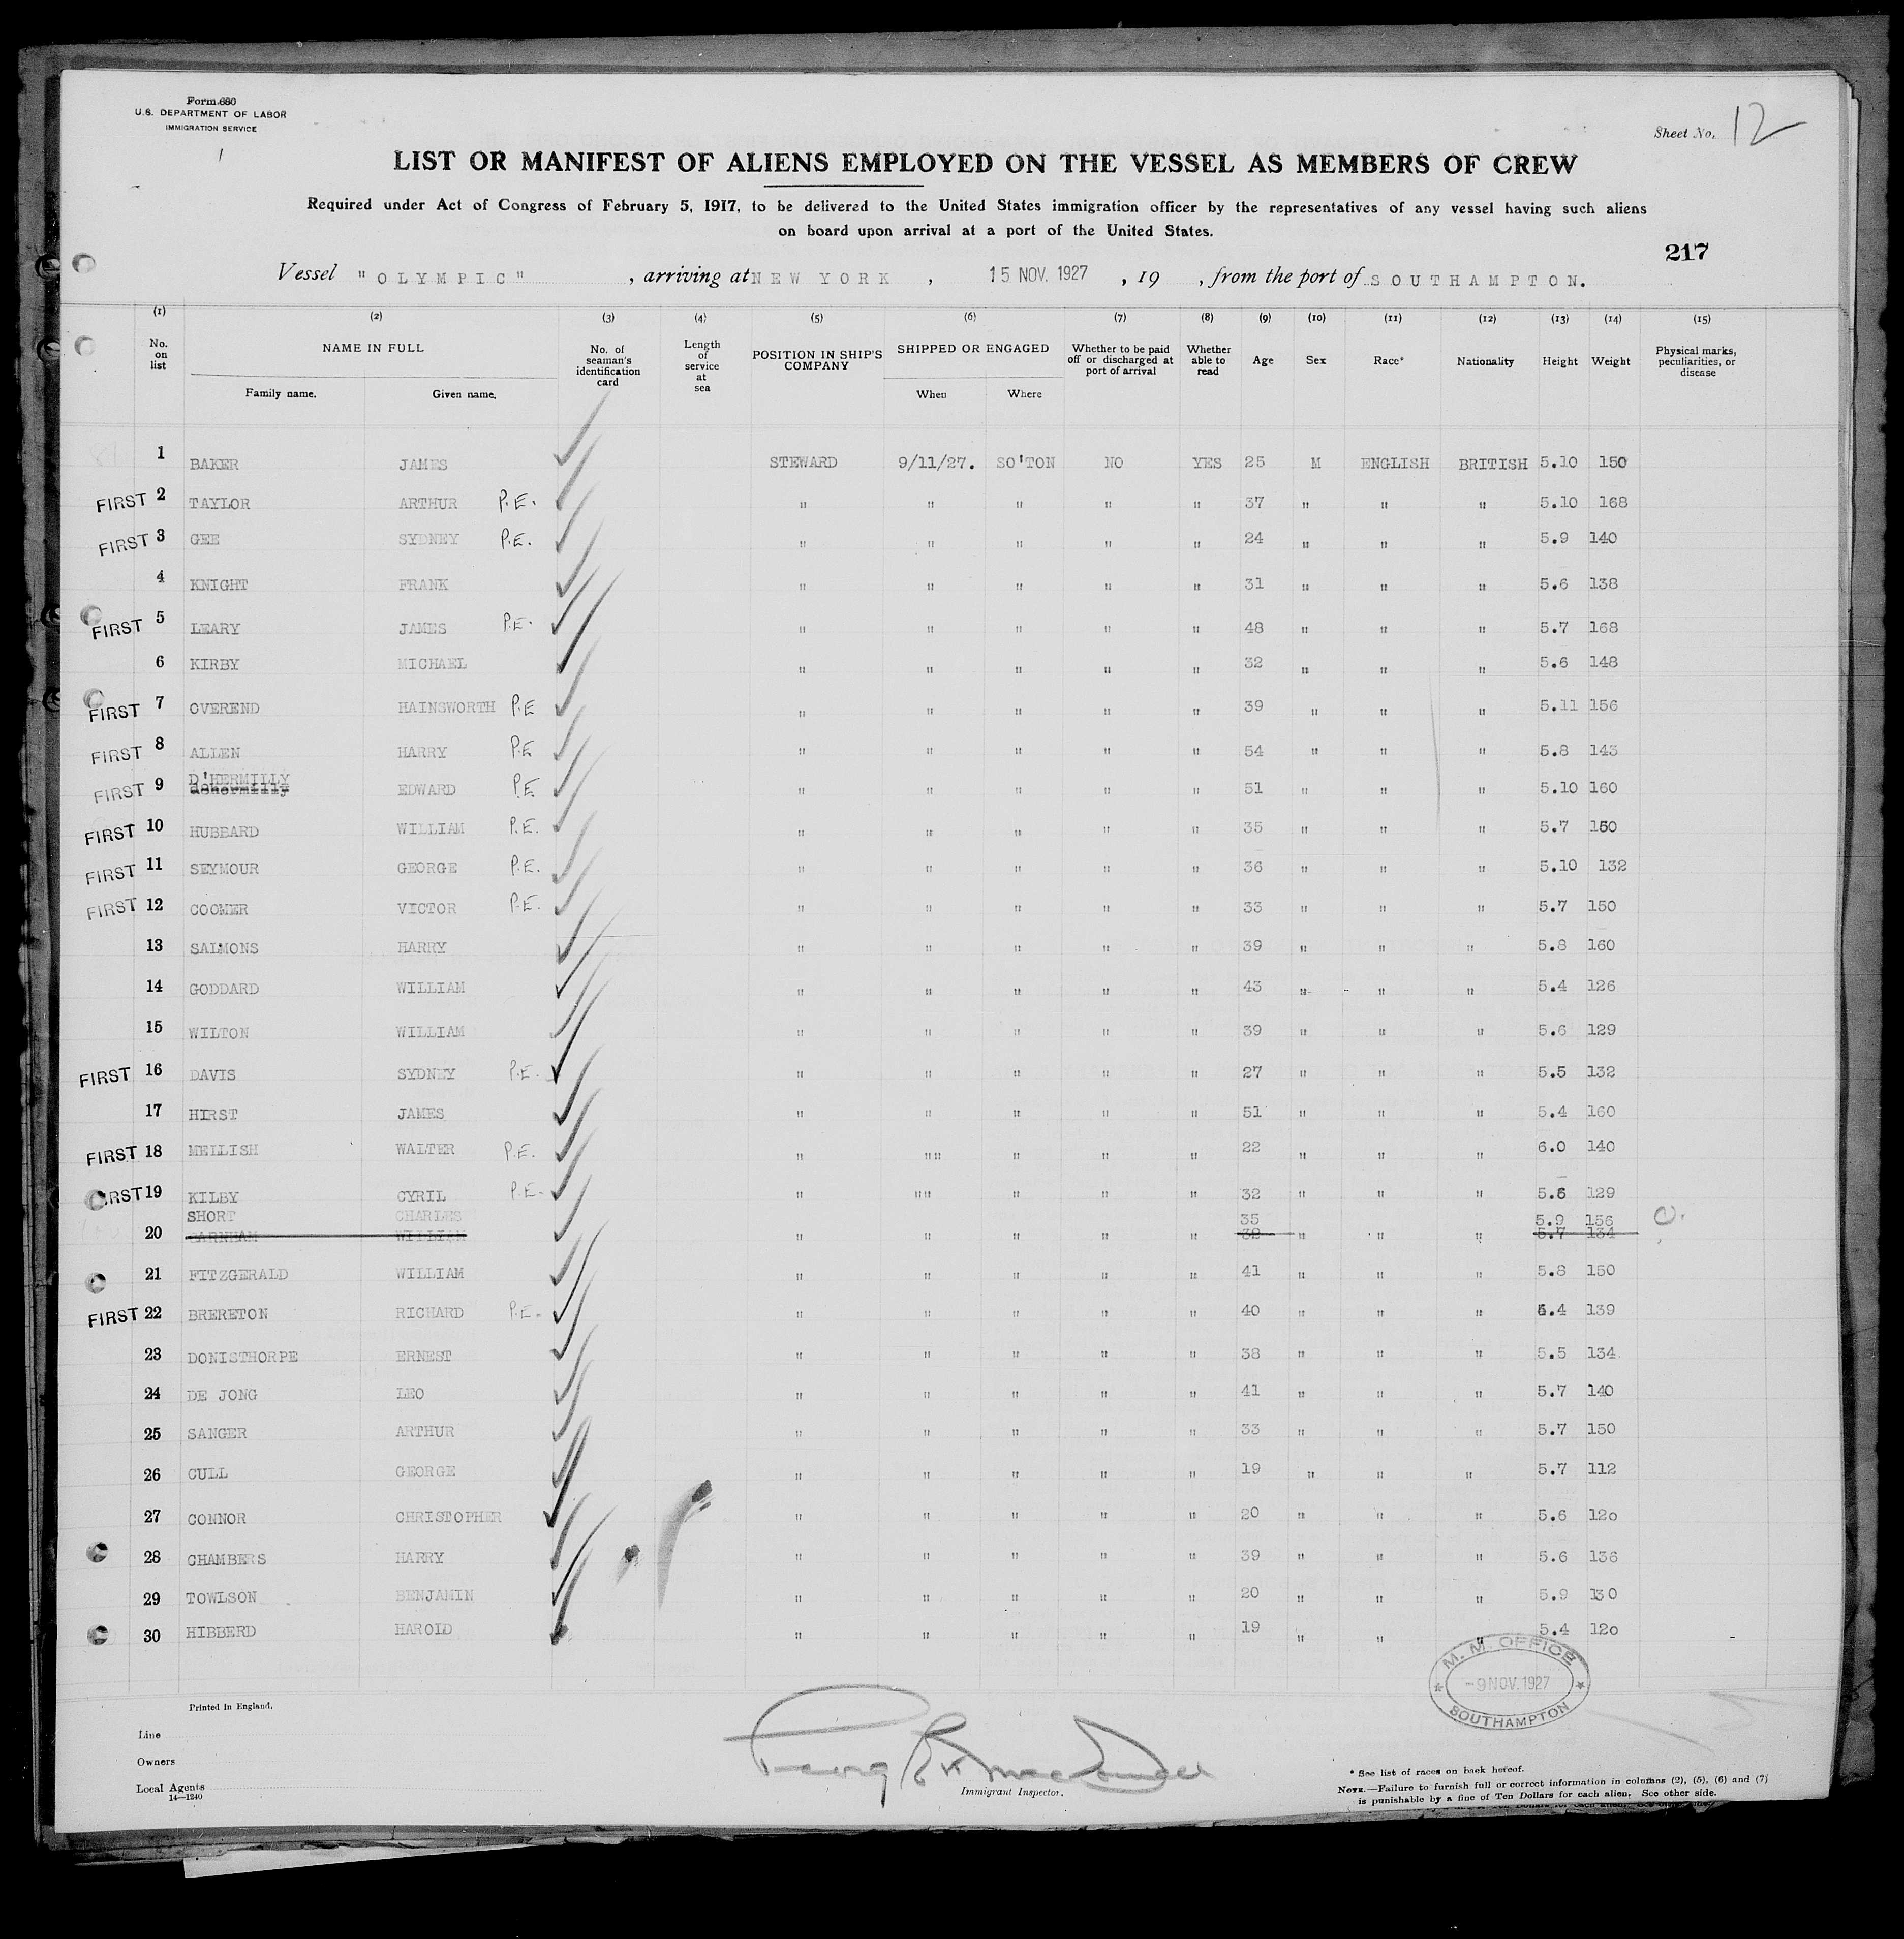 Form 680
U.S. DEPARTMENT OF LABOR
IMMIGRATION SERVICE
Sheet No. 12
LIST OR MANIFEST OF ALIENS EMPLOYED ON THE VESSEL AS MEMBERS OF CREW
Required under Act of Congress of February 5, 1917, to be delivered to the United States immigration officer by the representatives of any vessel having such aliens
on board upon arrival at a port of the United States.
217
Vessel "OLYMPIC" , arriving at NEW YORK , 15 NOV. 1927 , 19 , from the port of SOUTHAMPTON.
(1) (2) (3) (4) (5) (6) (7) (8) (9) (10) (11) (12) (13) (14) (15)
No. on list NAME IN FULL No. of seaman's identification card Length of service at sea POSITION IN SHIP'S COMPANY SHIPPED OR ENGAGED Whether to be paid off or discharged at port of arrival Whether able to read Age Sex Race* Nationality Height Weight Physical marks, peculiarities, or disease
Family name. Given name. When Where
1 BAKER JAMES STEWARD 9/11/27. SO'TON NO YES 25 M ENGLISH BRITISH 5.10 150
FIRST 2 TAYLOR ARTHUR P.E. " " " " " 37 " " " 5.10 168
FIRST 3 GEE SYDNEY P.E. " " " " " 24 " " " 5.9 140
4 KNIGHT FRANK " " " " " 31 " " " 5.6 138
FIRST 5 LEARY JAMES P.E. " " " " " 48 " " " 5.7 168
6 KIRBY MICHAEL " " " " " 32 " " " 5.6 148
FIRST 7 OVEREND HAINSWORTH P.E " " " " " 39 " " " 5.11 156
FIRST 8 ALLEN HARRY P.E " " " " " 54 " " " 5.8 143
D'HERMILLY
FIRST 9 dehermilly EDWARD P.E " " " " " 51 " " " 5.10 160
FIRST 10 HUBBARD WILLIAM P.E. " " " " " 35 " " " 5.7 150
FIRST 11 SEYMOUR GEORGE P.E. " " " " " 36 " " " 5.10 132
FIRST 12 COOMER VICTOR P.E. " " " " " 33 " " " 5.7 150
13 SALMONS HARRY " " " " " 39 " " " 5.8 160
14 GODDARD WILLIAM " " " " " 43 " " " 5.4 126
15 WILTON WILLIAM " " " " " 39 " " " 5.6 129
FIRST 16 DAVIS SYDNEY P.E. " " " " " 27 " " " 5.5 132
17 HIRST JAMES " " " " " 51 " " " 5.4 160
FIRST 18 MELLISH WALTER P.E. " "" " " " 22 " " " 6.0 140
RST 19 KILBY CYRIL P.E. " "" " " " 32 " " " 5.6 129
SHORT CHARLES 35 5.9 156
20 BARNHAM WILLIAM " " " " " 38 " " " 5.7 134
21 FITZGERALD WILLIAM " " " " " 41 " " " 5.8 150
FIRST 22 BRERETON RICHARD P.E. " " " " " 40 " " " 5.4 139
23 DONISTHORPE ERNEST " " " " " 38 " " " 5.5 134
24 DE JONG LEO " " " " " 41 " " " 5.7 140
25 SANGER ARTHUR " " " " " 33 " " " 5.7 150
26 CULL GEORGE " " " " " 19 " " " 5.7 112
27 CONNOR CHRISTOPHER " " " " " 20 " " " 5.6 120
28 CHAMBERS HARRY " " " " " 39 " " " 5.6 136
29 TOWLSON BENJAMIN " " " " " 20 " " " 5.9 130
30 HIBBERD HAROLD " " " " " 19 " " " 5.4 120
M. M. OFFICE
-9 NOV. 1927
SOUTHAMPTON
Printed in England.
Line
Owners
Local Agents
14—1240
Immigrant Inspector.
* See list of races on back hereof.
NOTE.—Failure to furnish full or correct information in columns (2), (5), (6) and (7)
is punishable by a fine of Ten Dollars for each alien. See other side.